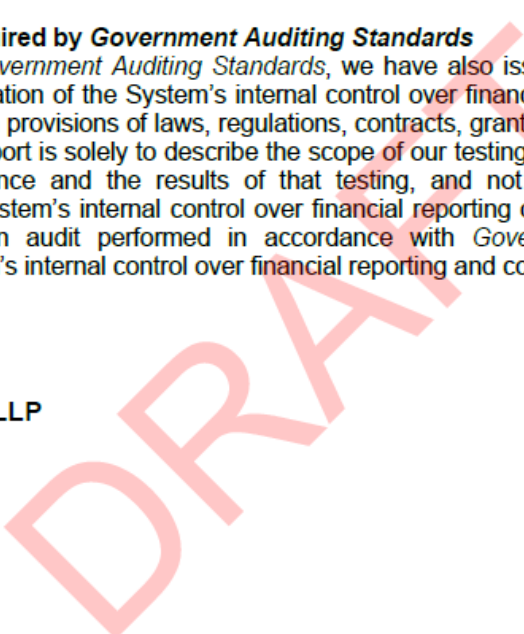 ired by Government Auditing Standards
vernment Auditing Standards, we have also iss
ation of the System's internal control over financ
provisions of laws, regulations, contracts, grant
port is solely to describe the scope of our testing
nce and the results of that testing, and not
stem's internal control over financial reporting o
n audit performed in accordance with Gove
's internal control over financial reporting and co
LLP
DRAFT